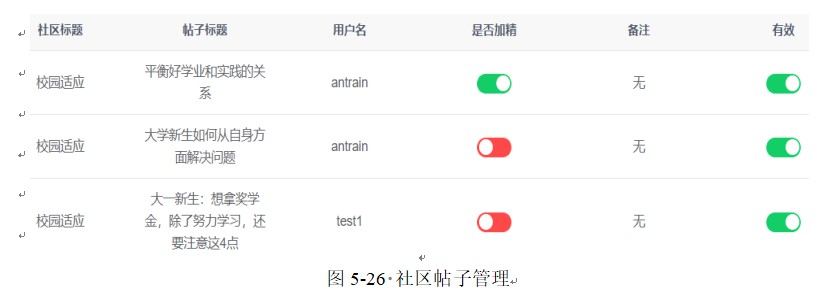 社区标题 帖子标题 用户名 是否加精 备注 有效
校园适应 平衡好学业和实践的关 antrain 无
系
校园适应 大学新生如何从自身方 antrain 无
面解决问题
大一新生：想拿奖学
校园适应 金，除了努力学习，还 test1 无
要注意这4点
图 5-26 社区帖子管理